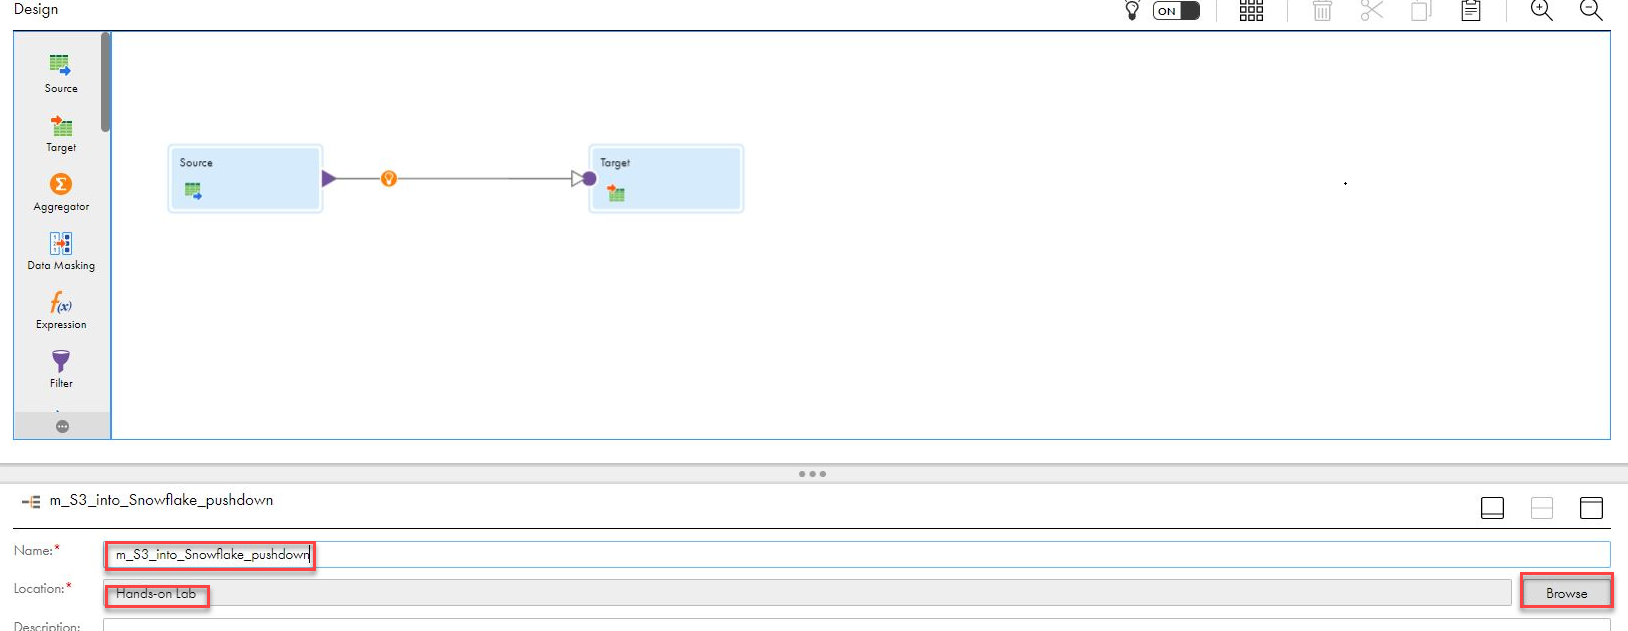 Design
ON
Source
Target
Aggregator
Data Masking
Expression
Filter
Source
Target
m_S3_into_Snowflake_pushdown
Name:*
m_S3_into_Snowflake_pushdown
Location:*
Hands-on Lab
Browse
Description: